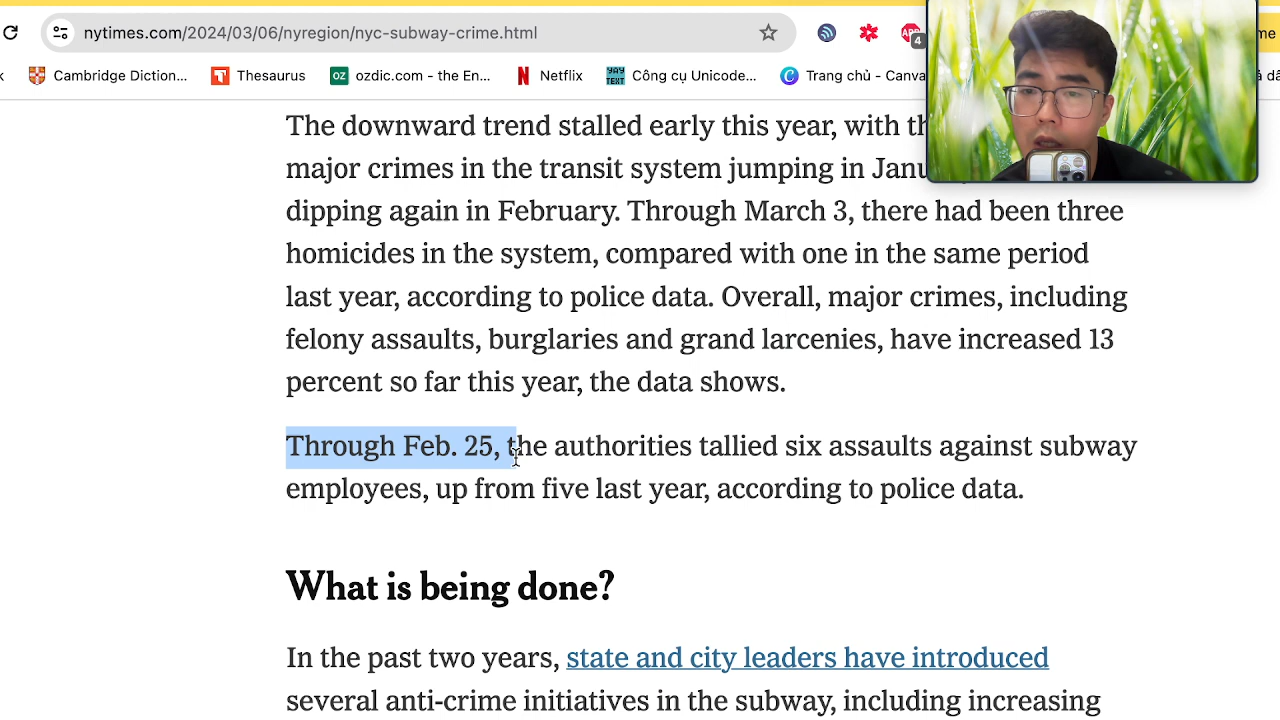 nytimes.com/2024/03/06/nyregion/nyc-subway-crime.html
4
me
Cambridge Diction...
T Thesaurus
OZ ozdic.com - the En...
N Netflix
YAY TEXT Công cụ Unicode...
C Trang chủ - Canva
The downward trend stalled early this year, with
major crimes in the transit system jumping in
dipping again in February. Through March 3, there had been three
homicides in the system, compared with one in the same period
last year, according to police data. Overall, major crimes, including
felony assaults, burglaries and grand larcenies, have increased 13
percent so far this year, the data shows.
Through Feb. 25, the authorities tallied six assaults against subway
employees, up from five last year, according to police data.
What is being done?
In the past two years, state and city leaders have introduced
several anti-crime initiatives in the subway, including increasing